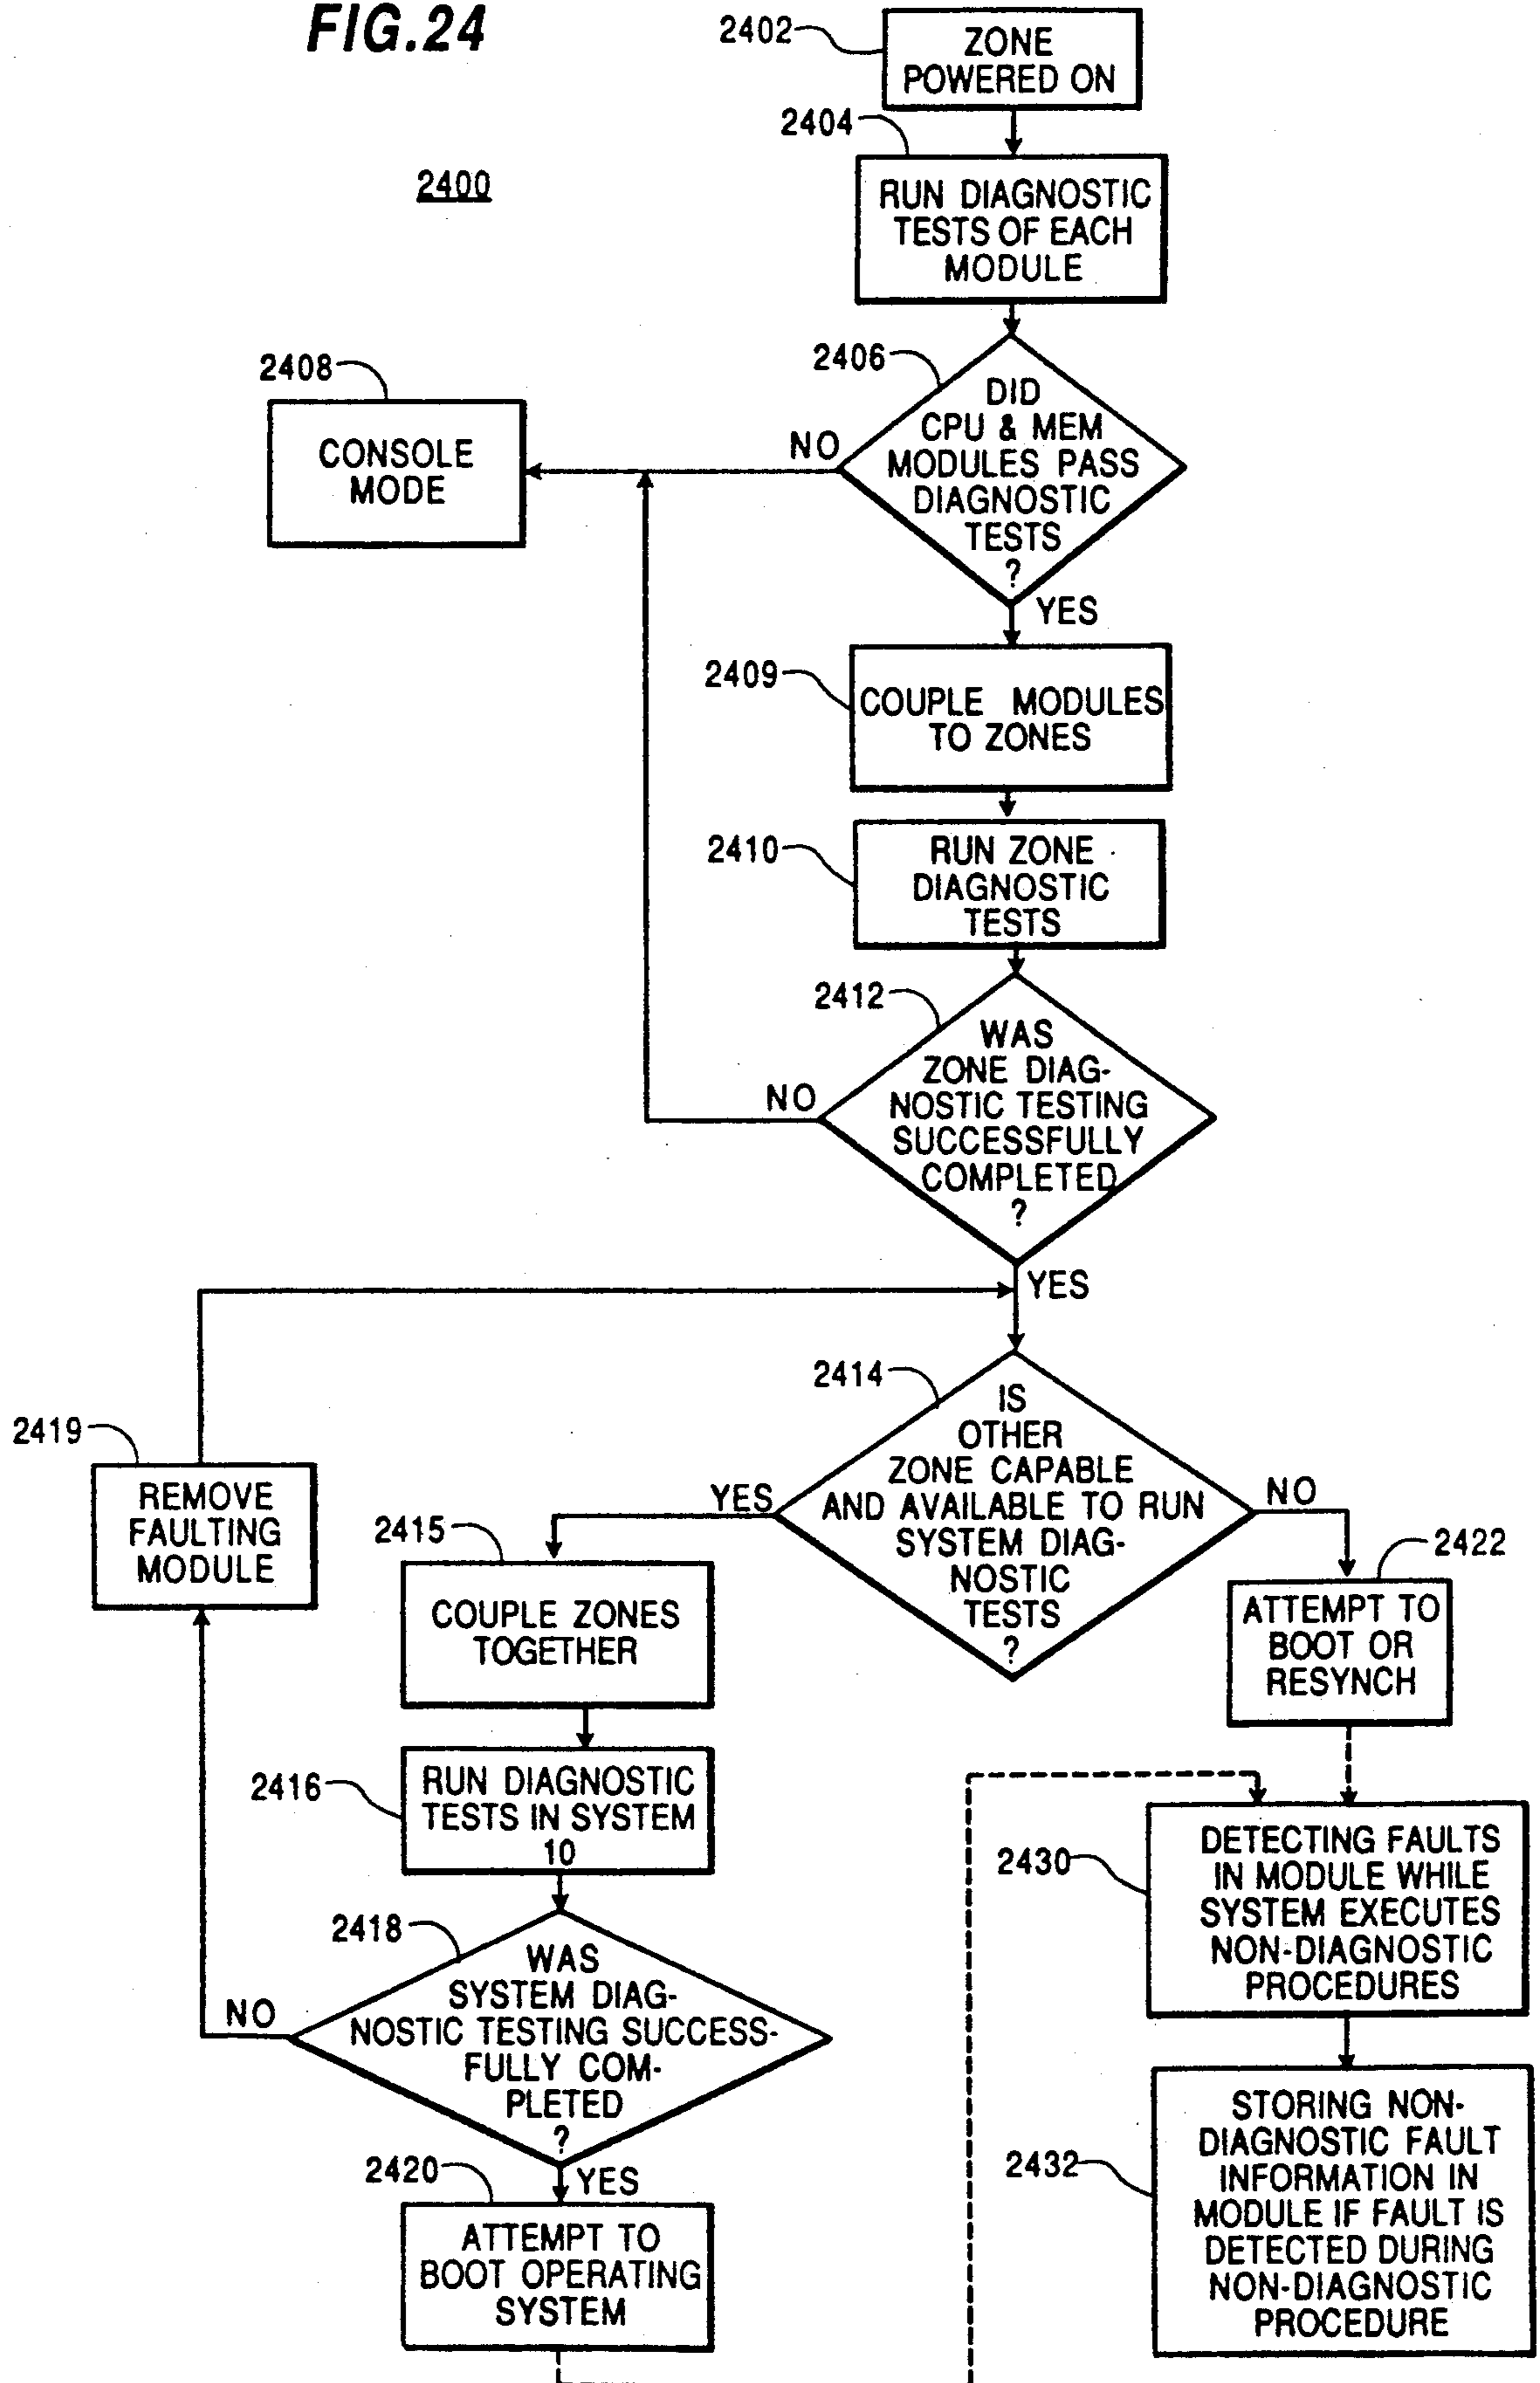 FIG.24
2402
ZONE
POWERED ON
2404
2400
RUN DIAGNOSTIC
TESTS OF EACH
MODULE
2406
2408
DID
CPU & MEM
MODULES PASS
DIAGNOSTIC
TESTS
?
NO
CONSOLE
MODE
YES
2409
COUPLE MODULES
TO ZONES
2410
RUN ZONE
DIAGNOSTIC
TESTS
2412
WAS
ZONE DIAG-
NOSTIC TESTING
SUCCESSFULLY
COMPLETED
?
NO
YES
2414
IS
OTHER
ZONE CAPABLE
AND AVAILABLE TO RUN
SYSTEM DIAG-
NOSTIC
TESTS
?
YES
NO
2419
REMOVE
FAULTING
MODULE
2415
COUPLE ZONES
TOGETHER
2422
ATTEMPT TO
BOOT OR
RESYNCH
2416
RUN DIAGNOSTIC
TESTS IN SYSTEM
10
2430
DETECTING FAULTS
IN MODULE WHILE
SYSTEM EXECUTES
NON-DIAGNOSTIC
PROCEDURES
2418
WAS
SYSTEM DIAG-
NOSTIC TESTING SUCCESS-
FULLY COM-
PLETED
?
NO
YES
2432
STORING NON-
DIAGNOSTIC FAULT
INFORMATION IN
MODULE IF FAULT IS
DETECTED DURING
NON-DIAGNOSTIC
PROCEDURE
2420
ATTEMPT TO
BOOT OPERATING
SYSTEM